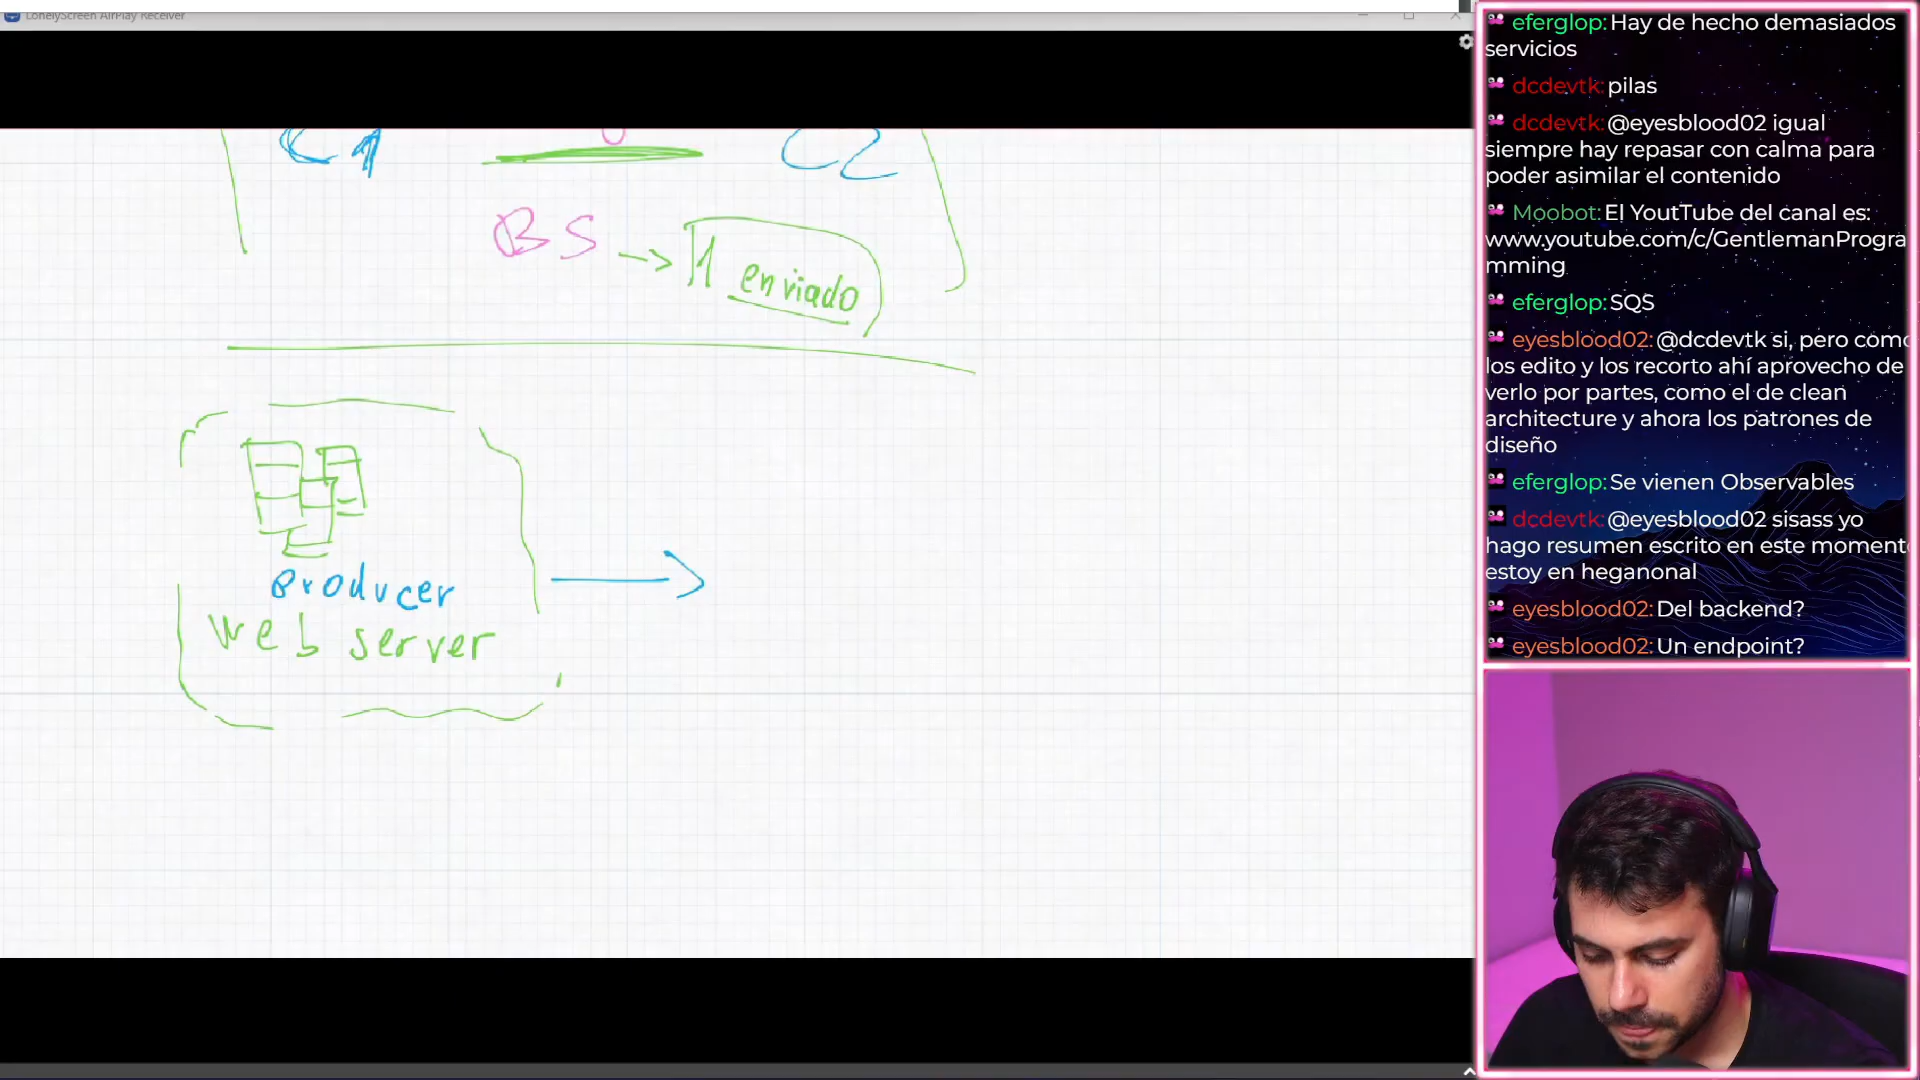 LonelyScreen AirPlay Receiver
C1
C2
BS
1 enviado
producer
web server
eferglop: Hay de hecho demasiados
servicios
dcdevtk: pilas
dcdevtk: @eyesblood02 igual
siempre hay repasar con calma para
poder asimilar el contenido
Moobot: El YoutTube del canal es:
www.youtube.com/c/GentlemanProgra
mming
eferglop: SQS
eyesblood02: @dcdevtk si, pero como
los edito y los recorto ahí aprovecho de
verlo por partes, como el de clean
architecture y ahora los patrones de
diseño
eferglop: Se vienen Observables
dcdevtk: @eyesblood02 sisass yo
hago resumen escrito en este momento
estoy en heganonal
eyesblood02: Del backend?
eyesblood02: Un endpoint?